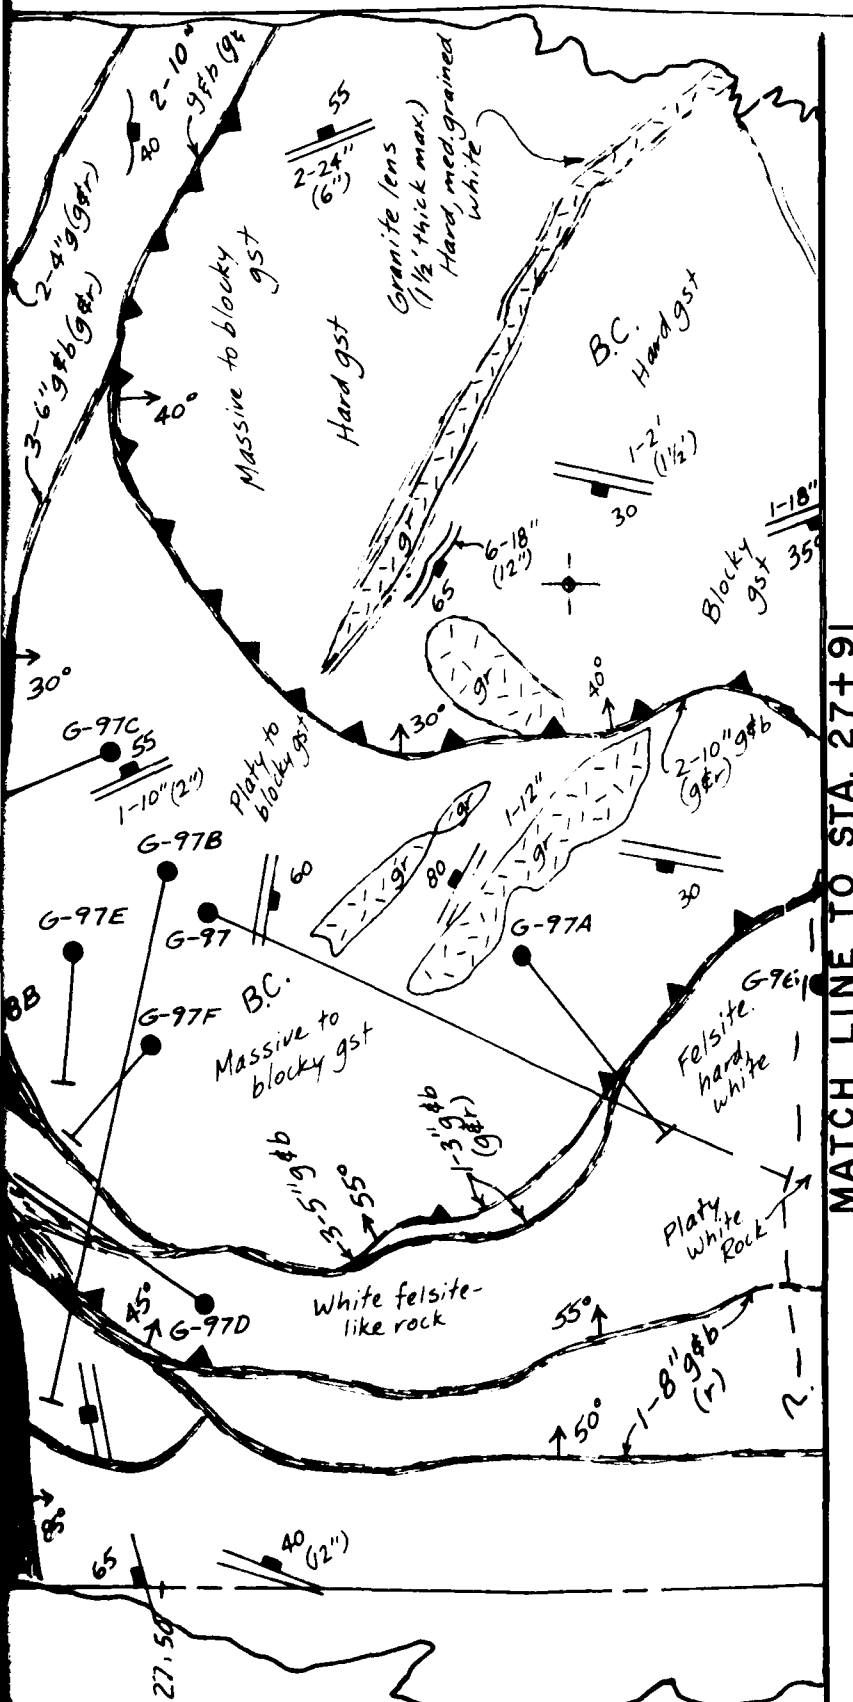 2-10"
g&b (g&
40
2-4" g(g&r)
3-6" g&b(g&r)
55
2-24"
(6")
Granite lens
(1½' thick max.)
Hard, med. grained
white
Massive to blocky
gst
Hard gst
B.C.
Hard gst
40°
1-2'
(1½')
30
1-18"
35°
Blocky
gst
gr
6-18"
(12")
65
30°
gr
30°
40°
G-97C
55
1-10" (2")
Platy to
blocky gst
2-10" g&b
(g&r)
1-12"
gr
gr
gr
80
30
G-97B
60
G-97
G-97E
G-97A
8B
G-97F
B.C.
Massive to
blocky gst
Felsite.
hard,
white
MATCH LINE TO STA. 27+91
3-5" g&b
55°
1-3" g&b
(g&r)
Platy
White
Rock
45°
G-97D
White felsite-
like rock
55°
50°
1-8" g&b
(r)
85°
65
40
(12")
27.50